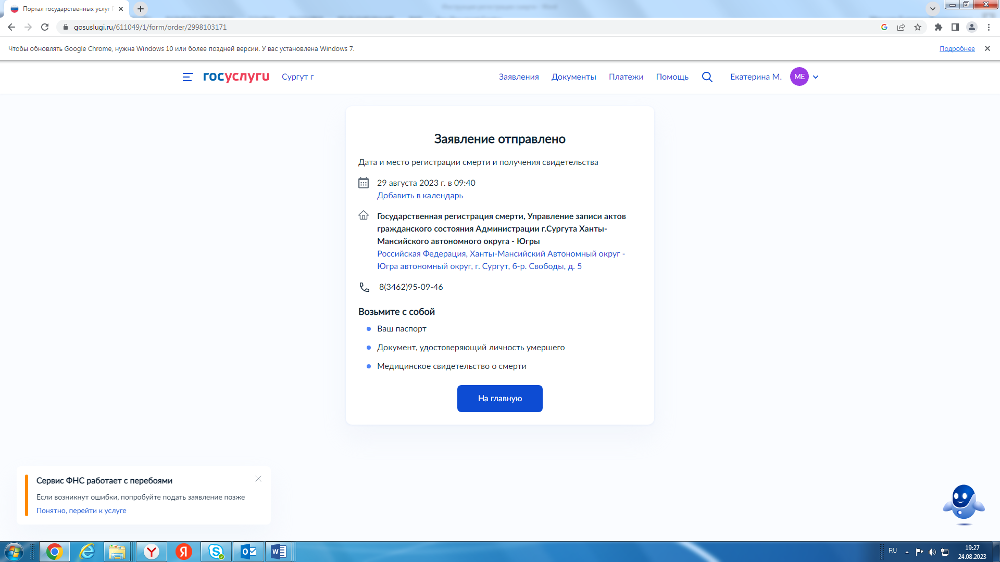 Портал государственных услуг
gosuslugi.ru/611049/1/form/order/2998103171
Чтобы обновлять Google Chrome, нужна Windows 10 или более поздней версии. У вас установлена Windows 7.
Подробнее
госуслуги
Сургут г
Заявления
Документы
Платежи
Помощь
Екатерина М.
МЕ
Заявление отправлено
Дата и место регистрации смерти и получения свидетельства
29 августа 2023 г. в 09:40
Добавить в календарь
Государственная регистрация смерти, Управление записи актов
гражданского состояния Администрации г.Сургута Ханты-
Мансийского автономного округа - Югры
Российская Федерация, Ханты-Мансийский Автономный округ -
Югра автономный округ, г. Сургут, б-р. Свободы, д. 5
8(3462)95-09-46
Возьмите с собой
Ваш паспорт
Документ, удостоверяющий личность умершего
Медицинское свидетельство о смерти
На главную
Сервис ФНС работает с перебоями
Если возникнут ошибки, попробуйте подать заявление позже
Понятно, перейти к услуге
RU
19:27
24.08.2023